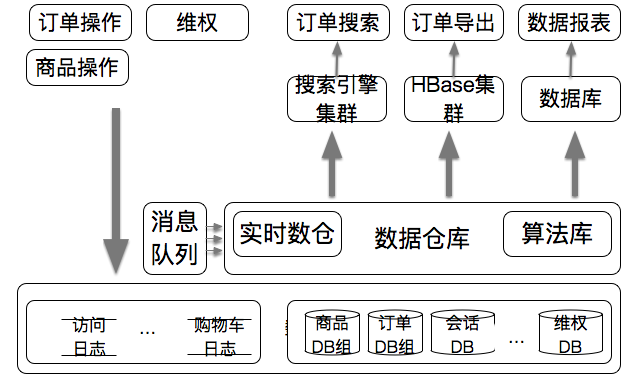 订单操作 维权 订单搜索 订单导出 数据报表
商品操作
搜索引擎
集群
HBase集
群
数据库
消息
队列
实时数仓 数据仓库 算法库
访问
日志
...
购物车
日志
商品
DB组
订单
DB组
会话
DB
...
维权
DB